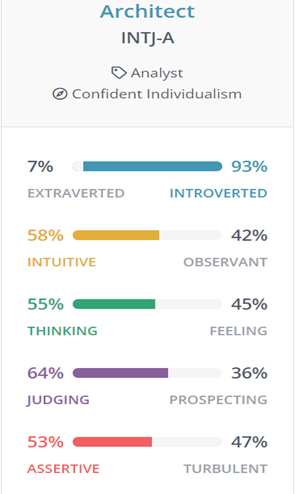 Architect
INTJ-A
Analyst
Confident Individualism
7% 93%
EXTRAVERTED INTROVERTED
58% 42%
INTUITIVE OBSERVANT
55% 45%
THINKING FEELING
64% 36%
JUDGING PROSPECTING
53% 47%
ASSERTIVE TURBULENT